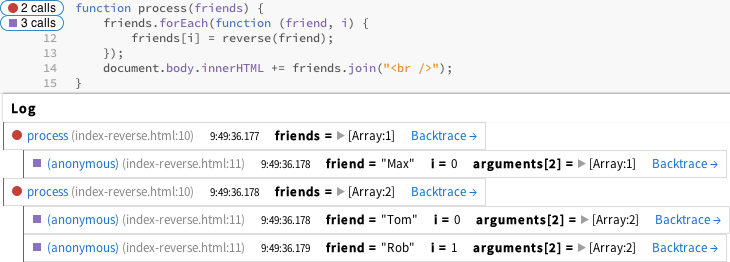 2 calls function process(friends) {
3 calls friends.forEach(function (friend, i) {
12 friends[i] = reverse(friend);
13 });
14 document.body.innerHTML += friends.join("<br />");
15 }
Log
process (index-reverse.html:10) 9:49:36.177 friends = ▶ [Array:1] Backtrace →
(anonymous) (index-reverse.html:11) 9:49:36.178 friend = "Max" i = 0 arguments[2] = ▶ [Array:1] Backtrace →
process (index-reverse.html:10) 9:49:36.178 friends = ▶ [Array:2] Backtrace →
(anonymous) (index-reverse.html:11) 9:49:36.178 friend = "Tom" i = 0 arguments[2] = ▶ [Array:2] Backtrace →
(anonymous) (index-reverse.html:11) 9:49:36.179 friend = "Rob" i = 1 arguments[2] = ▶ [Array:2] Backtrace →